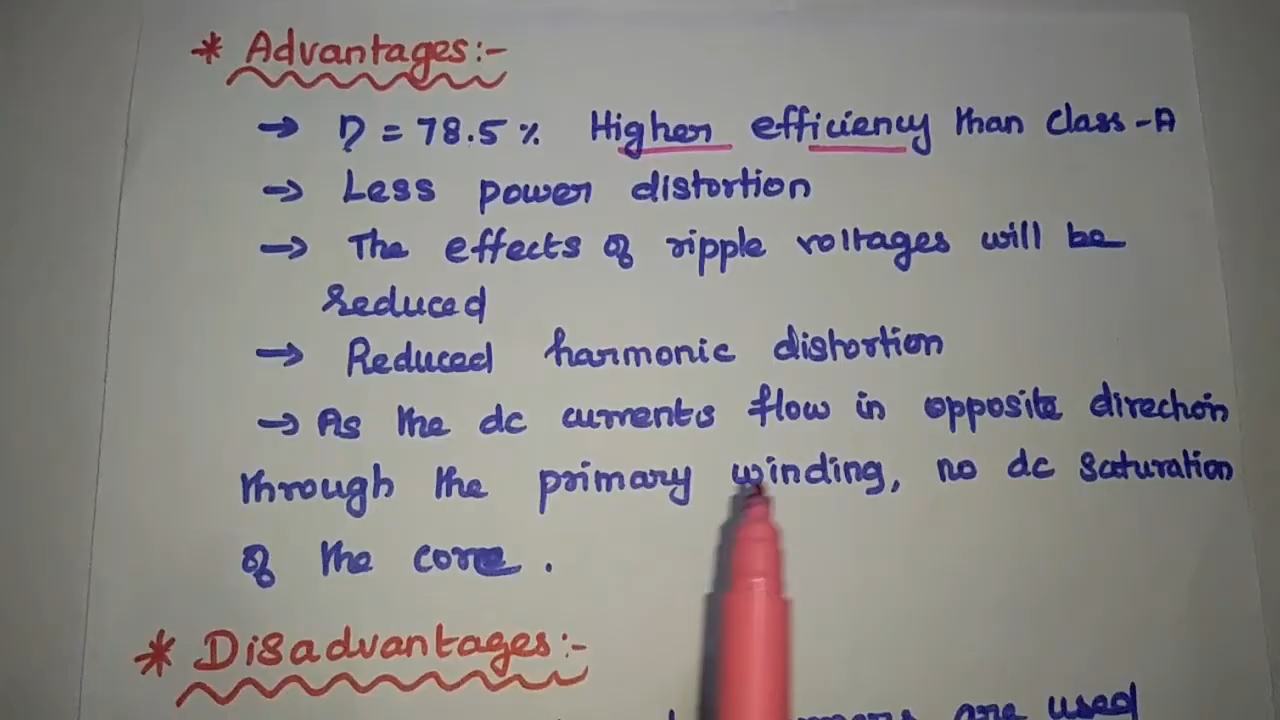 * Advantages:-
→ η = 78.5 % Higher efficiency than class-A
→ Less power distortion
→ The effects of ripple voltages will be
reduced
→ Reduced harmonic distortion
→ As the dc currents flow in opposite direction
through the primary winding, no dc saturation
of the core.
* Disadvantages:-
are used